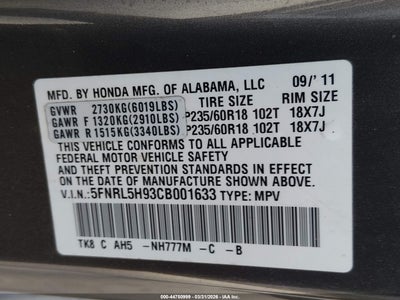 MFD. BY HONDA MFG. OF ALABAMA, LLC 09/'11
GVWR 2730KG(6019LBS) TIRE SIZE RIM SIZE
GAWR F 1320KG(2910LBS) P235/60R18 102T 18X7J
GAWR R 1515KG(3340LBS) P235/60R18 102T 18X7J
THIS VEHICLE CONFORMS TO ALL APPLICABLE
FEDERAL MOTOR VEHICLE SAFETY AND
THEFT PREVENTION STANDARDS IN EFFECT
ON THE DATE OF MANUFACTURE SHOWN ABOVE.
V.I.N.:5FNRL5H93CB001633 TYPE: MPV
TK8 C AH5 -NH777M -C -B
000-44760999 - 03/31/2026 - IAA, LLC